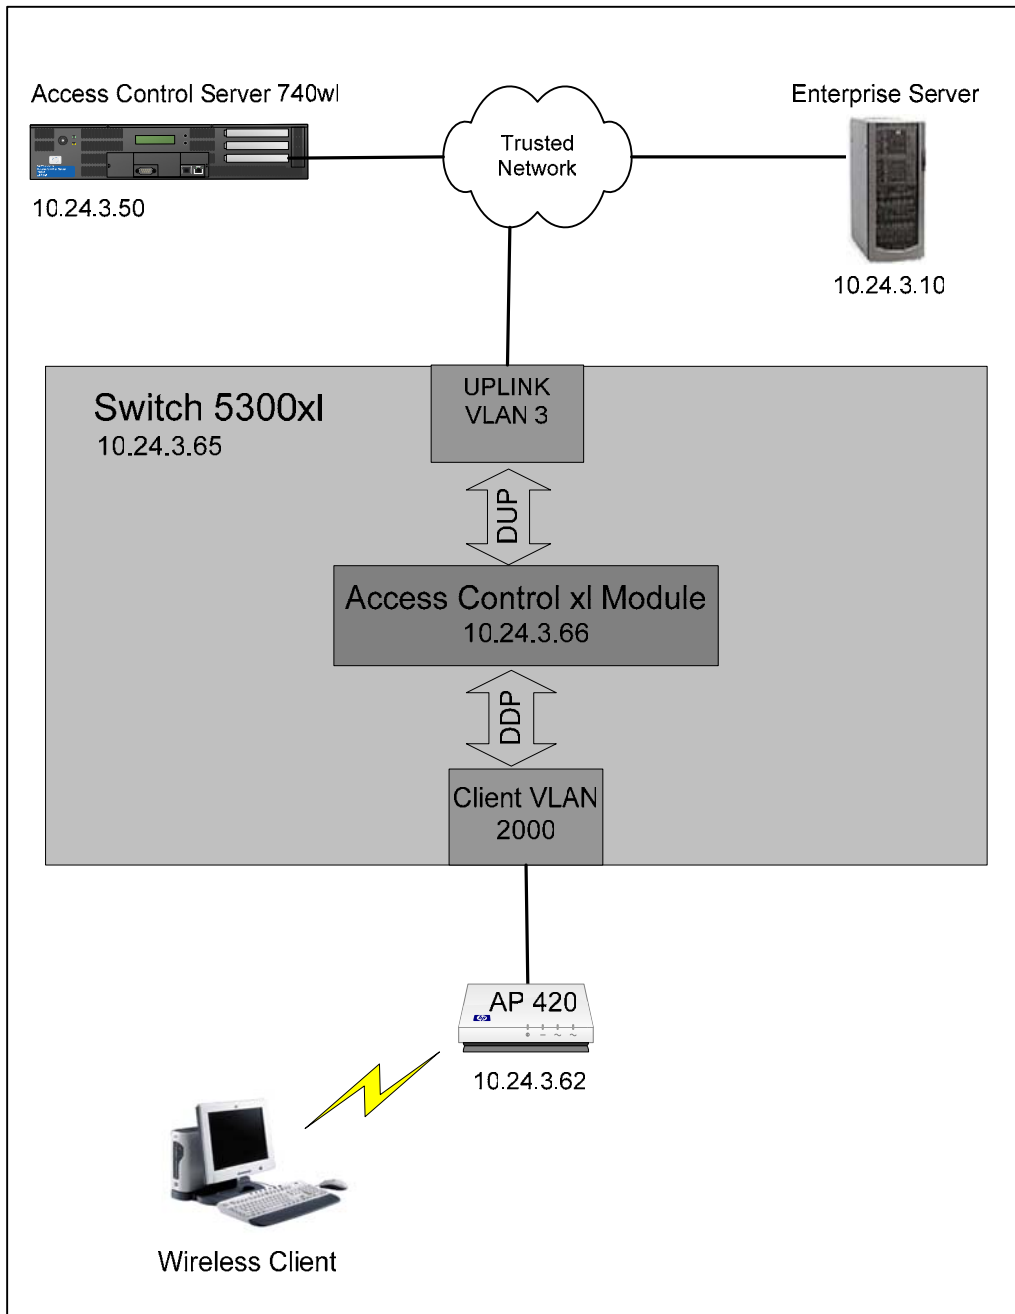 Access Control Server 740wl
10.24.3.50
Trusted
Network
Enterprise Server
10.24.3.10
Switch 5300xl
10.24.3.65
UPLINK
VLAN 3
DUP
Access Control xl Module
10.24.3.66
DDP
Client VLAN
2000
AP 420
10.24.3.62
Wireless Client